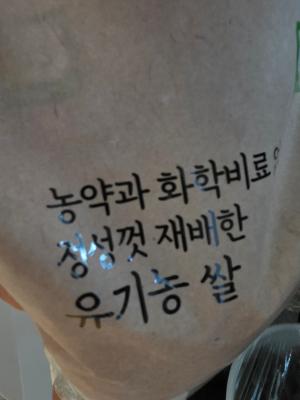 농약과 화학비료
정성껏 재배한
유기농 쌀